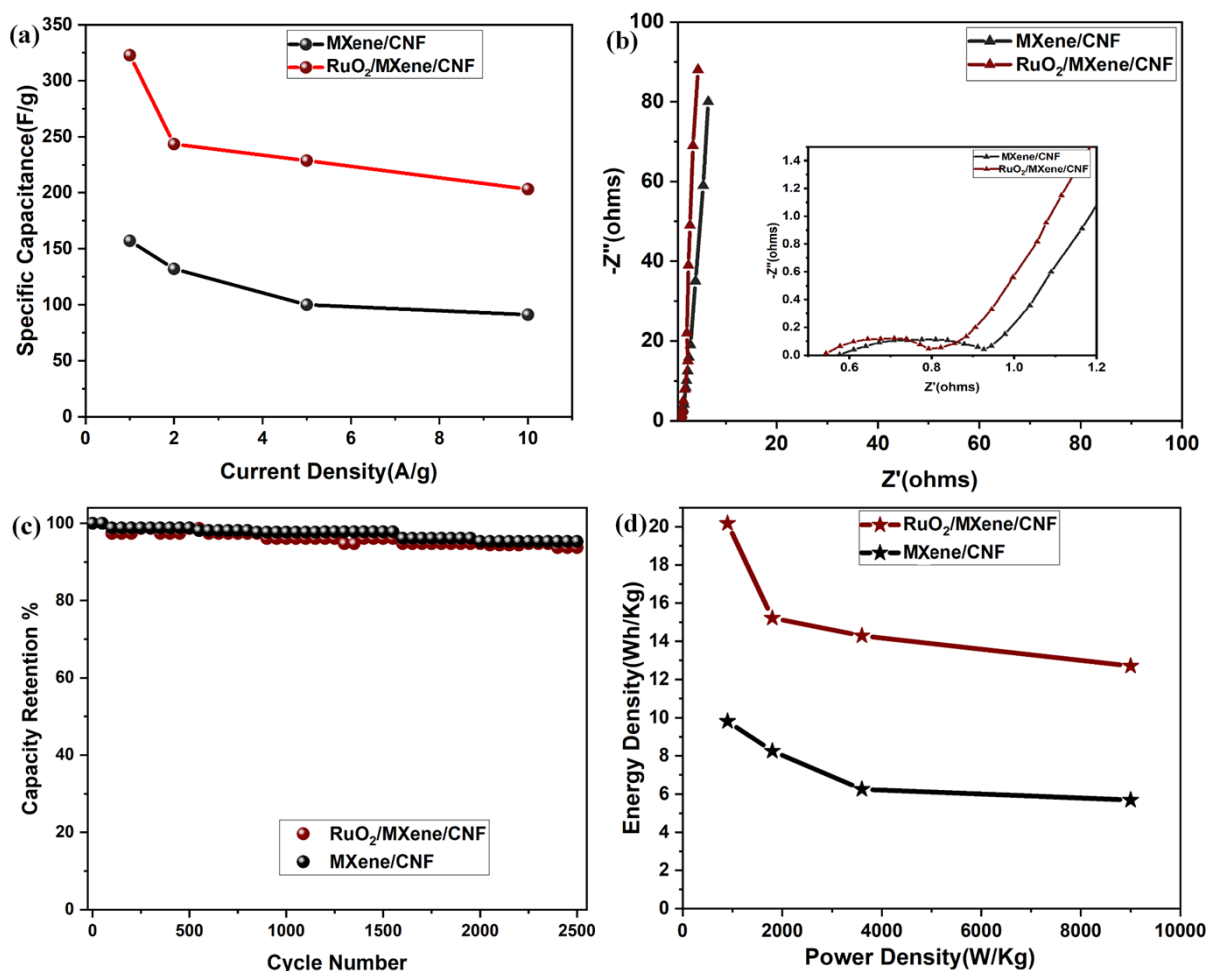 (a)
350
300
250
200
150
100
50
0
Specific Capacitance(F/g)
MXene/CNF
RuO₂/MXene/CNF
0 2 4 6 8 10
Current Density(A/g)
(b)
100
80
60
40
20
0
-Z''(ohms)
MXene/CNF
RuO₂/MXene/CNF
1.4
1.2
1.0
0.8
0.6
0.4
0.2
0.0
-Z''(ohms)
MXene/CNF
RuO₂/MXene/CNF
0.6 0.8 1.0 1.2
Z'(ohms)
20 40 60 80 100
Z'(ohms)
(c)
100
80
60
40
20
0
Capacity Retention %
RuO₂/MXene/CNF
MXene/CNF
0 500 1000 1500 2000 2500
Cycle Number
(d)
20
18
16
14
12
10
8
6
4
2
0
Energy Density(Wh/Kg)
RuO₂/MXene/CNF
MXene/CNF
0 2000 4000 6000 8000 10000
Power Density(W/Kg)